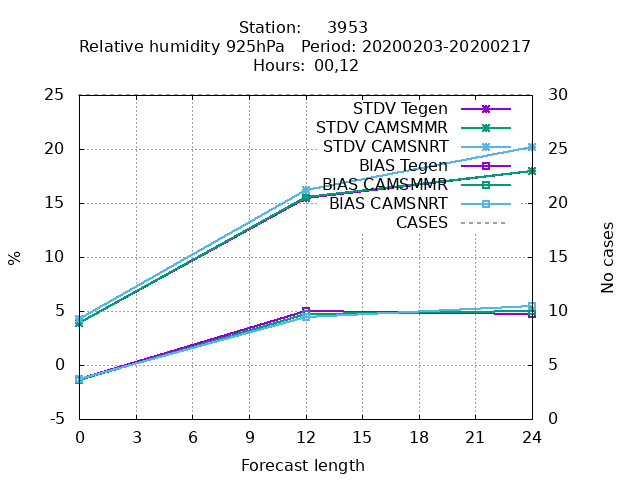 Station: 3953
Relative humidity 925hPa Period: 20200203-20200217
Hours: 00,12
25 30
STDV Tegen
STDV CAMSMMR
STDV CAMSNRT
20 25
BIAS Tegen
BIAS CAMSMMR
BIAS CAMSNRT
15 20
CASES
10 15
%
No cases
5 10
0 5
-5 0
0 3 6 9 12 15 18 21 24
Forecast length